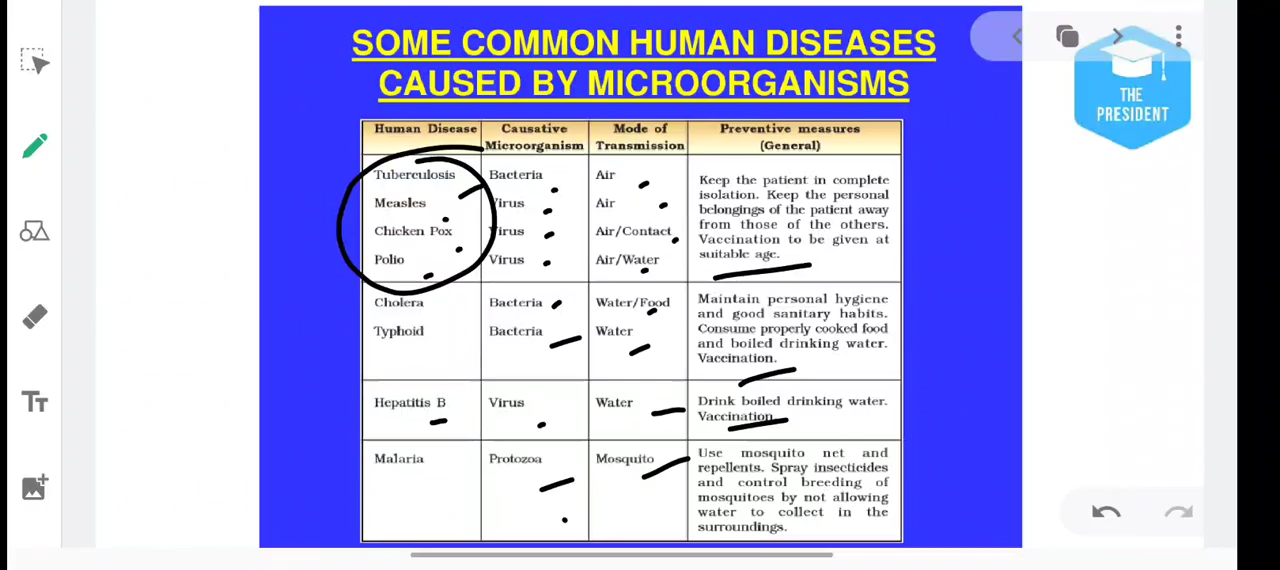 SOME COMMON HUMAN DISEASES
CAUSED BY MICROORGANISMS
THE
PRESIDENT
Human Disease Causative Microorganism Mode of Transmission Preventive measures (General)
Tuberculosis Bacteria Air
Measles Virus Air
Chicken Pox Virus Air/Contact
Polio Virus Air/Water
Keep the patient in complete
isolation. Keep the personal
belongings of the patient away
from those of the others.
Vaccination to be given at
suitable age.
Cholera Bacteria Water/Food
Typhoid Bacteria Water
Maintain personal hygiene
and good sanitary habits.
Consume properly cooked food
and boiled drinking water.
Vaccination.
Hepatitis B Virus Water
Drink boiled drinking water.
Vaccination.
Malaria Protozoa Mosquito
Use mosquito net and
repellents. Spray insecticides
and control breeding of
mosquitoes by not allowing
water to collect in the
surroundings.
TT